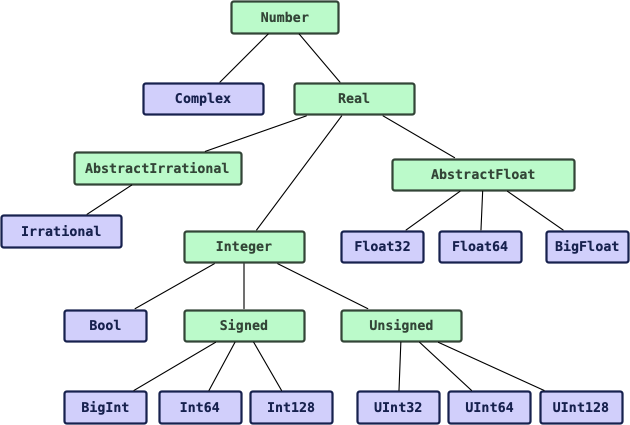 Number
Complex
Real
AbstractIrrational
AbstractFloat
Irrational
Integer
Float32
Float64
BigFloat
Bool
Signed
Unsigned
BigInt
Int64
Int128
UInt32
UInt64
UInt128